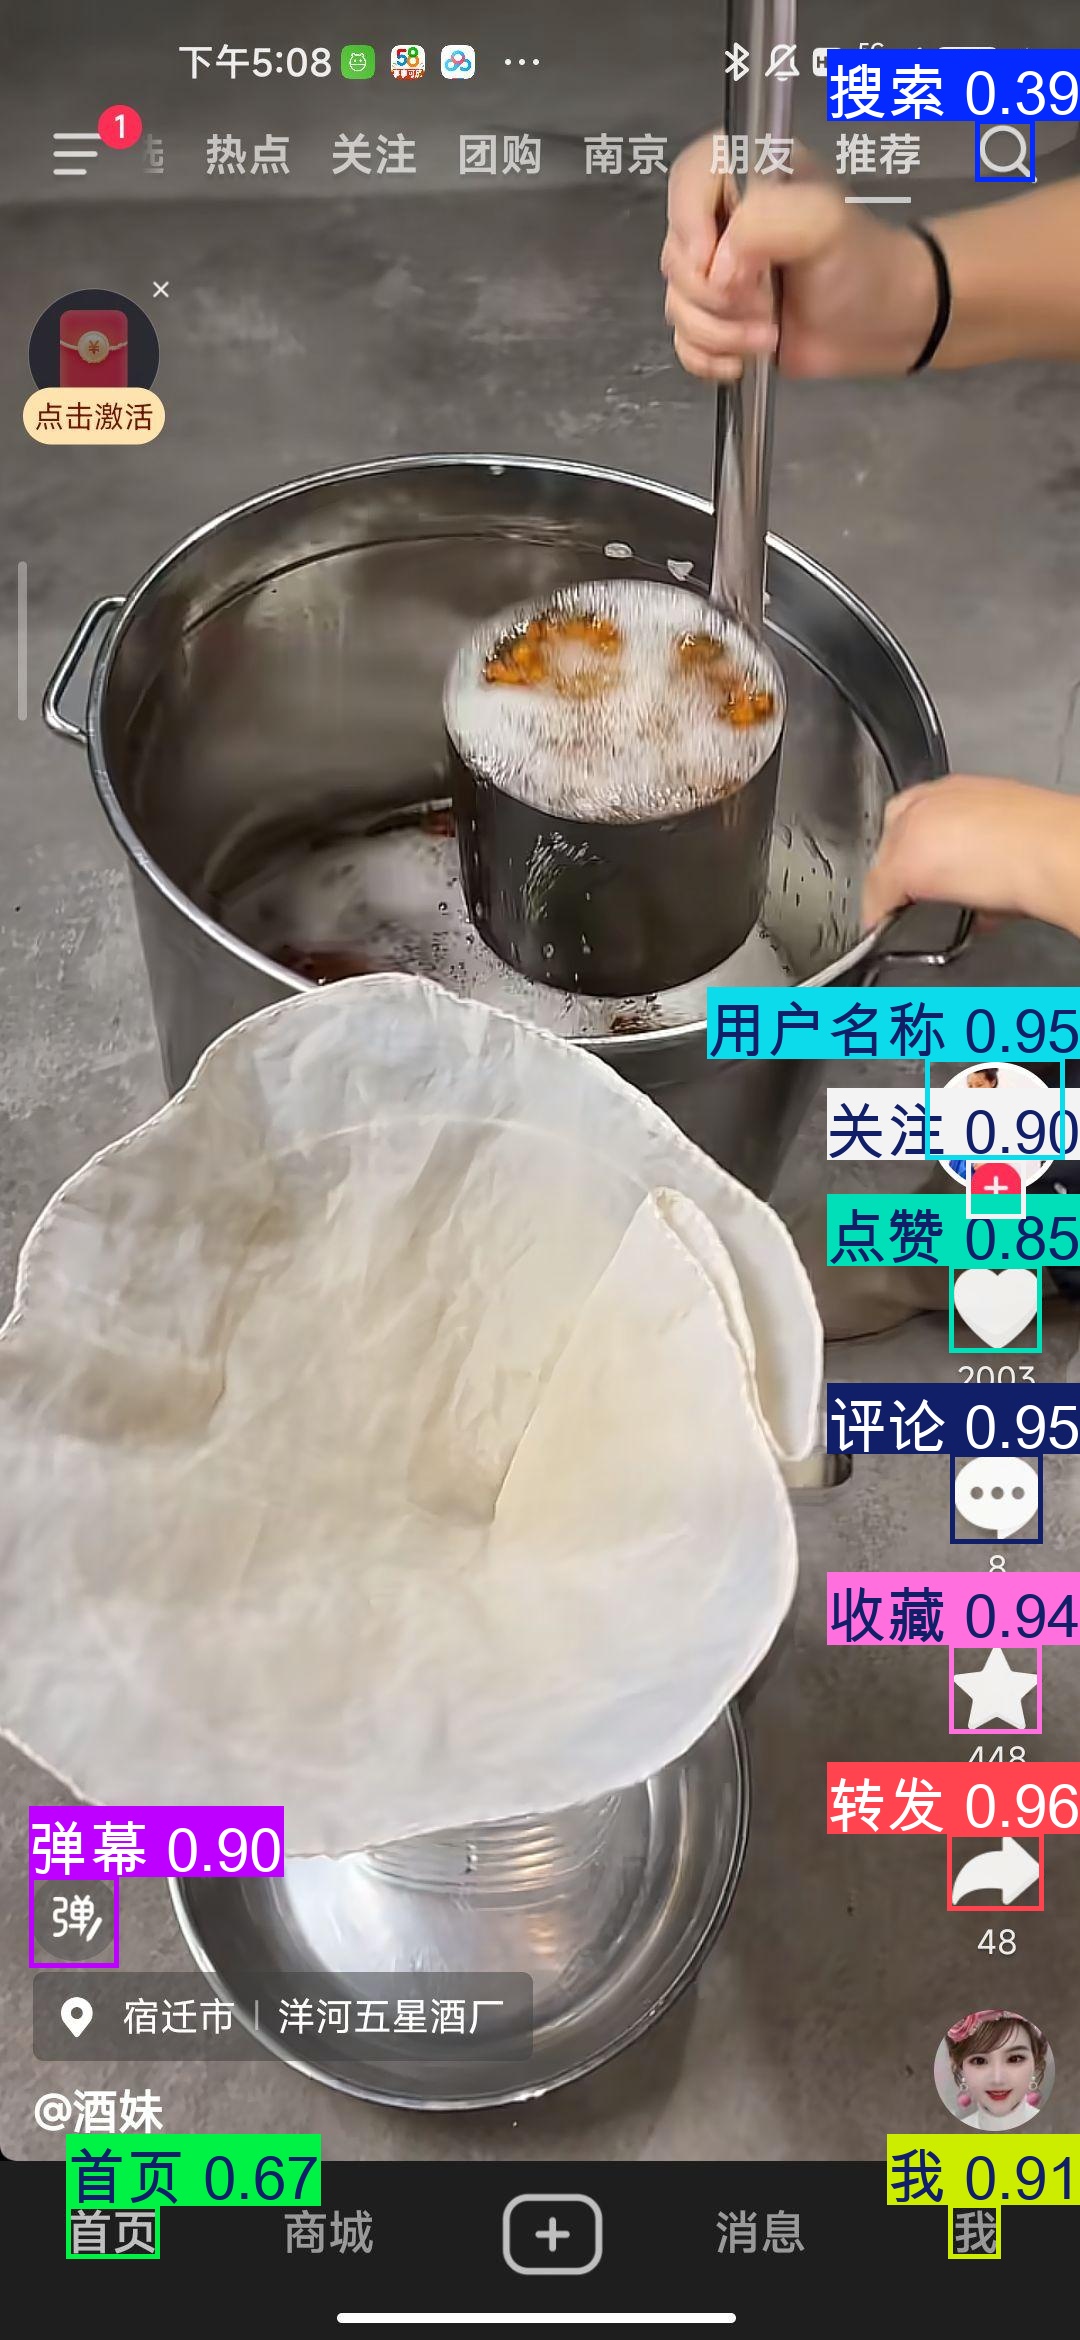 下午5:08
搜索 0.39
1
热点 关注 团购 南京 朋友 推荐
点击激活
用户名称 0.95
关注 0.90
点赞 0.85
2003
评论 0.95
8
收藏 0.94
448
转发 0.96
弹幕 0.90
弹
48
宿迁市 | 洋河五星酒厂
@酒妹
首页 0.67
我 0.91
首页 商城 消息 我